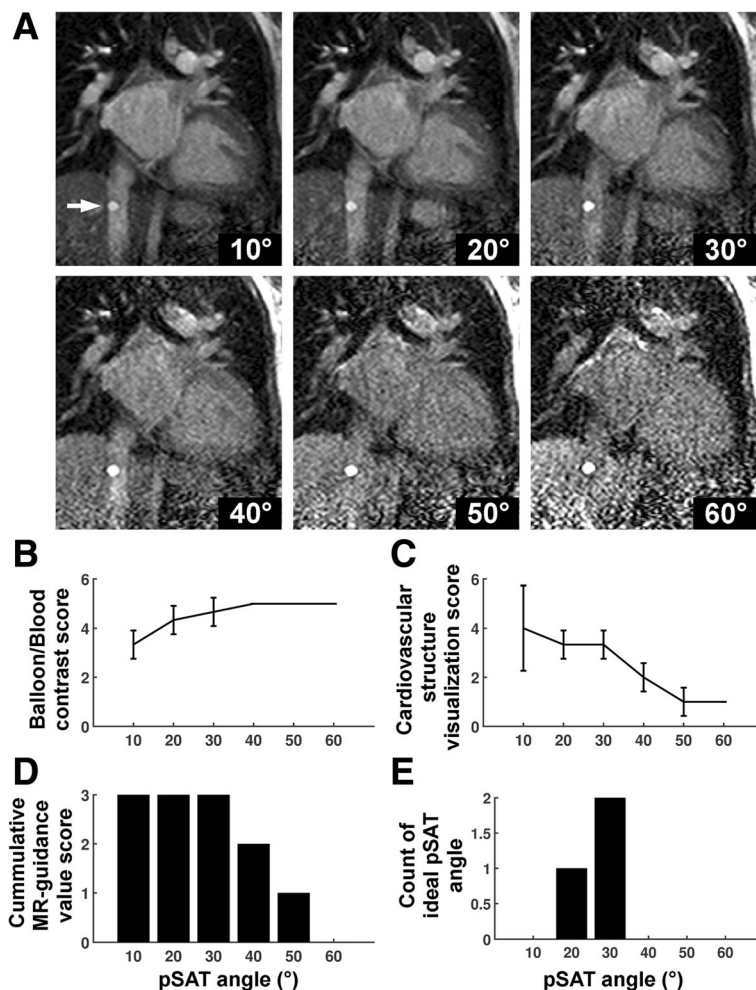 A
10°
20°
30°
40°
50°
60°
B
Balloon/Blood
contrast score
6
4
2
0
10 20 30 40 50 60
C
Cardiovascular
structure
visualization score
6
4
2
0
10 20 30 40 50 60
D
Cummulative
MR-guidance
value score
3
2
1
0
10 20 30 40 50 60
pSAT angle (°)
E
Count of
ideal pSAT
angle
2
1.5
1
0.5
0
10 20 30 40 50 60
pSAT angle (°)